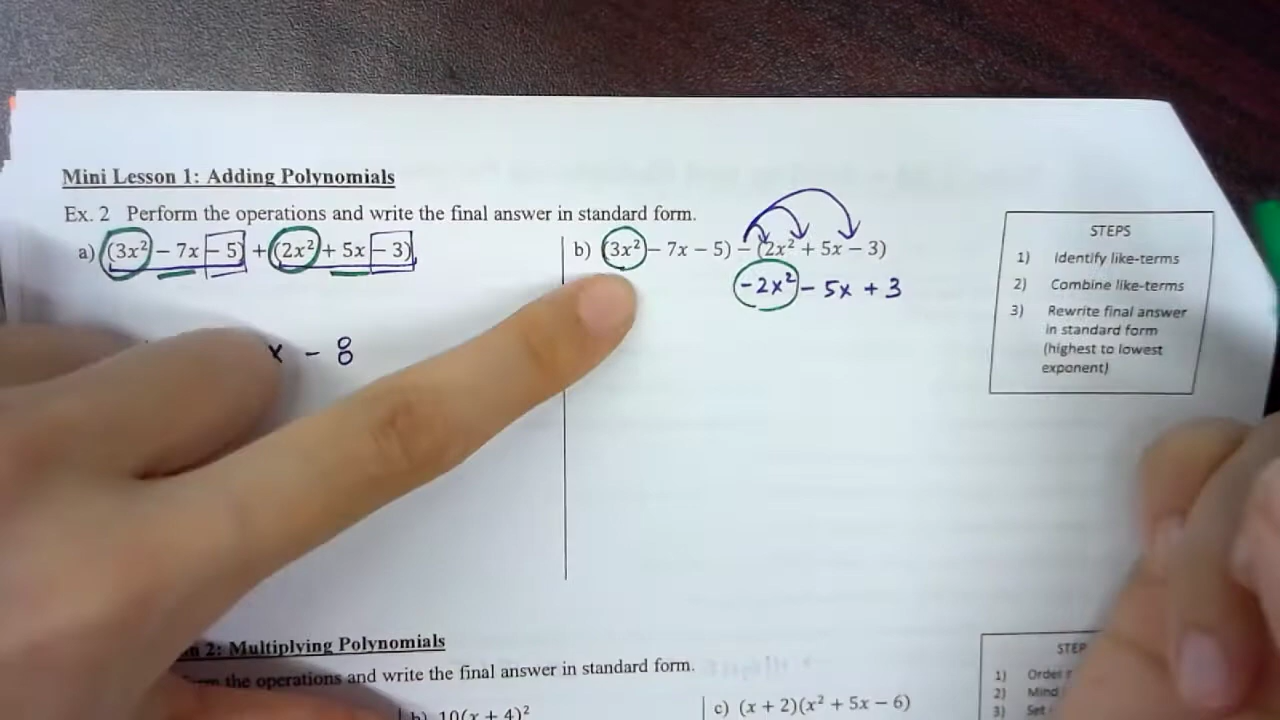 Mini Lesson 1: Adding Polynomials
Ex. 2 Perform the operations and write the final answer in standard form.
a) (3x² – 7x – 5) + (2x² + 5x – 3)
x – 8
b) (3x² – 7x – 5) – (2x² + 5x – 3)
-2x² – 5x + 3
STEPS
1) Identify like-terms
2) Combine like-terms
3) Rewrite final answer
in standard form
(highest to lowest
exponent)
2: Multiplying Polynomials
the operations and write the final answer in standard form.
b) 10(x + 4)²
c) (x + 2)(x² + 5x – 6)
STEP
1) Order
2) Mind
3) Set